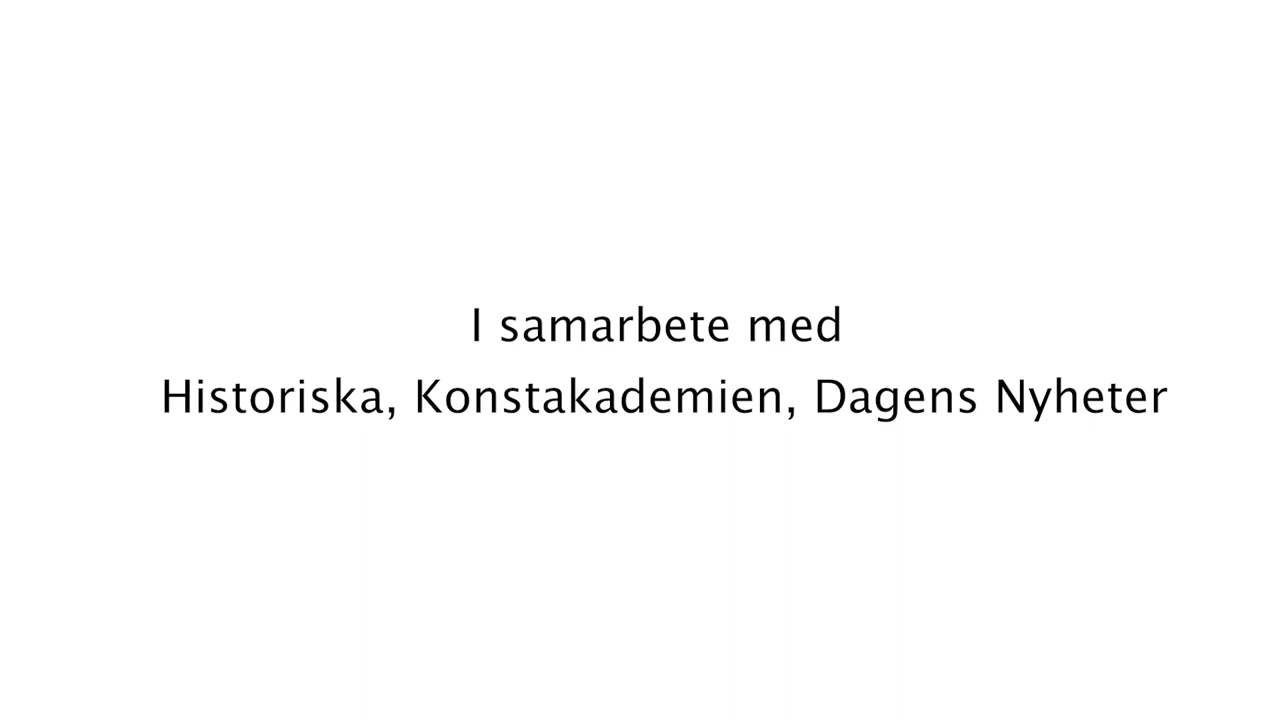 I samarbete med
Historiska, Konstakademien, Dagens Nyheter